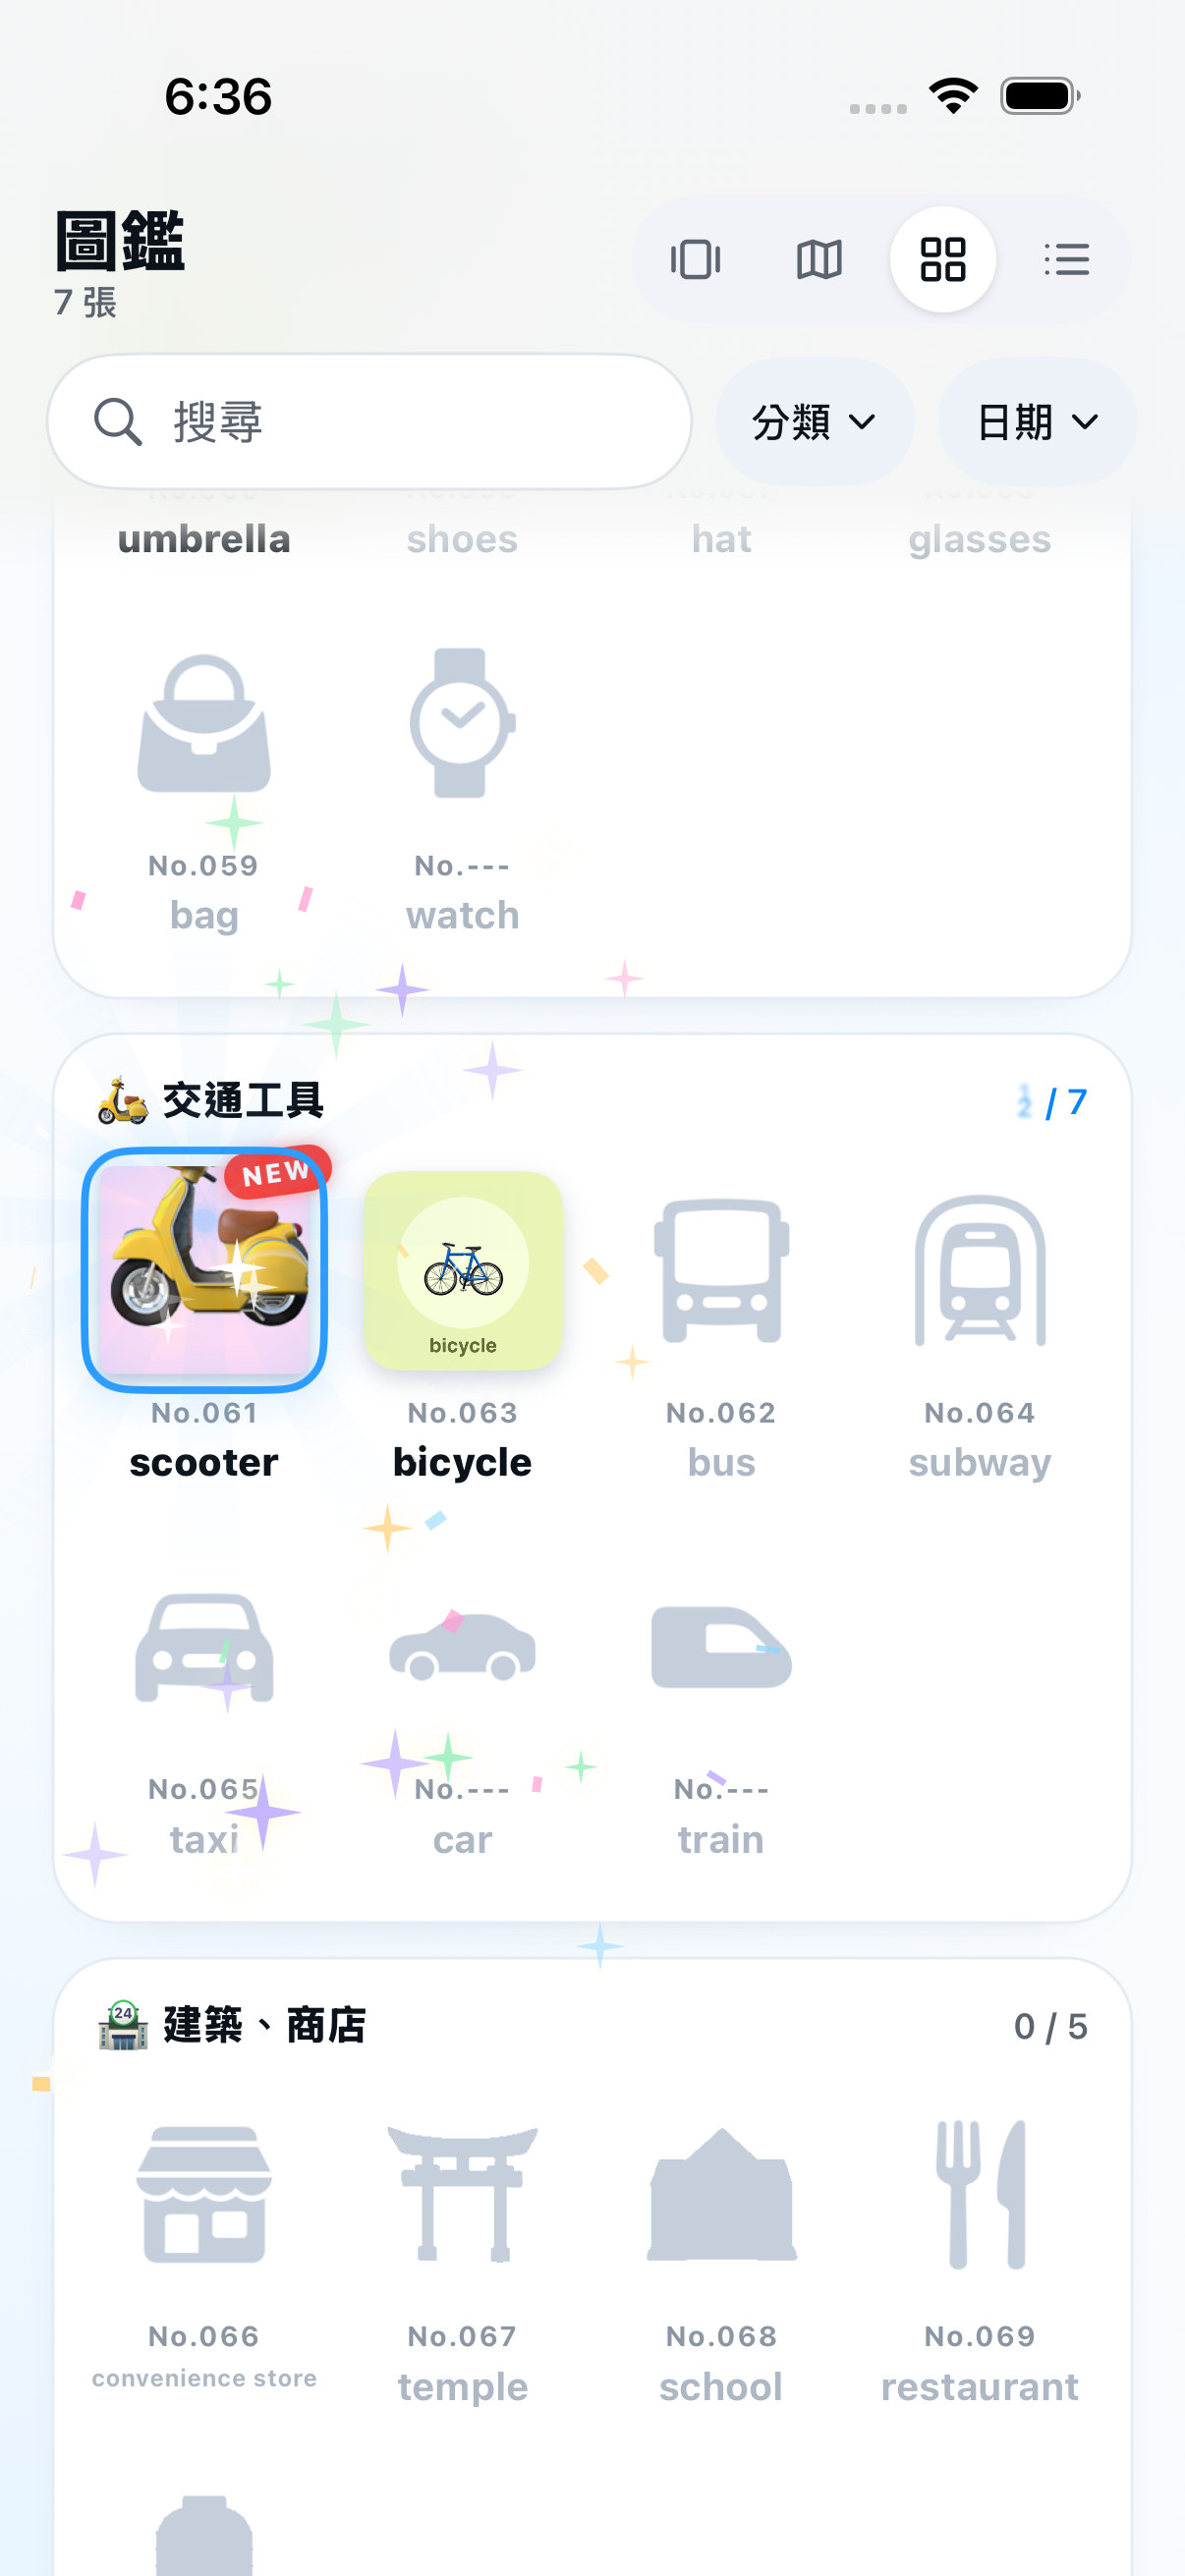 6:36
圖鑑
7 張
搜尋
分類
日期
umbrella
shoes
hat
glasses
No.059
No.---
bag
watch
交通工具
/ 7
NEW
bicycle
No.061
No.063
No.062
No.064
scooter
bicycle
bus
subway
No.065
No.---
No.---
taxi
car
train
24
建築、商店
0 / 5
No.066
No.067
No.068
No.069
convenience store
temple
school
restaurant